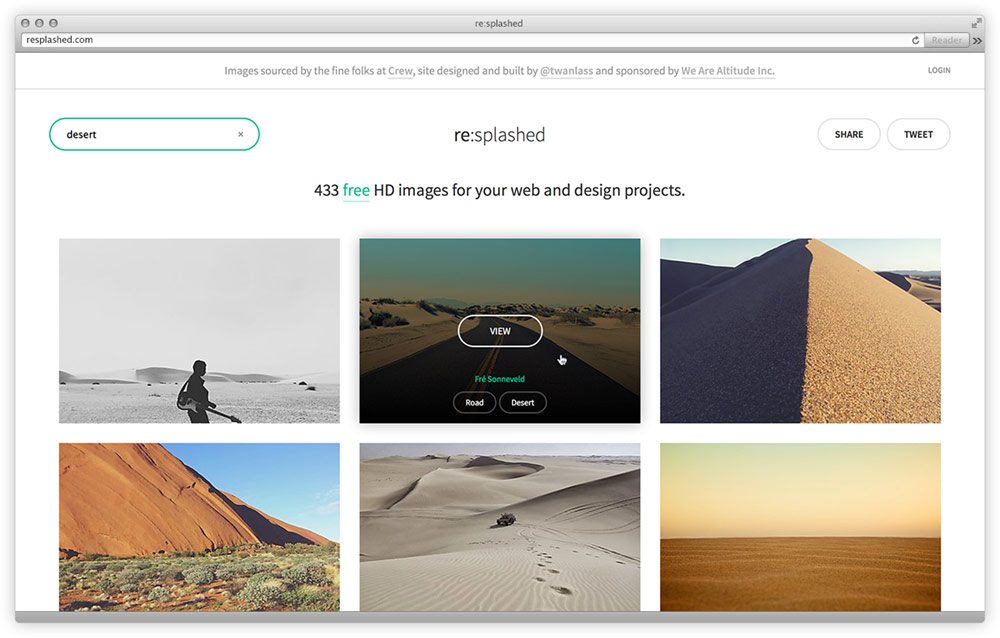 re:splashed
resplashed.com
Reader
Images sourced by the fine folks at Crew, site designed and built by @twanlass and sponsored by We Are Altitude Inc.
LOGIN
desert
re:splashed
SHARE
TWEET
433 free HD images for your web and design projects.
VIEW
Fré Sonneveld
Road
Desert